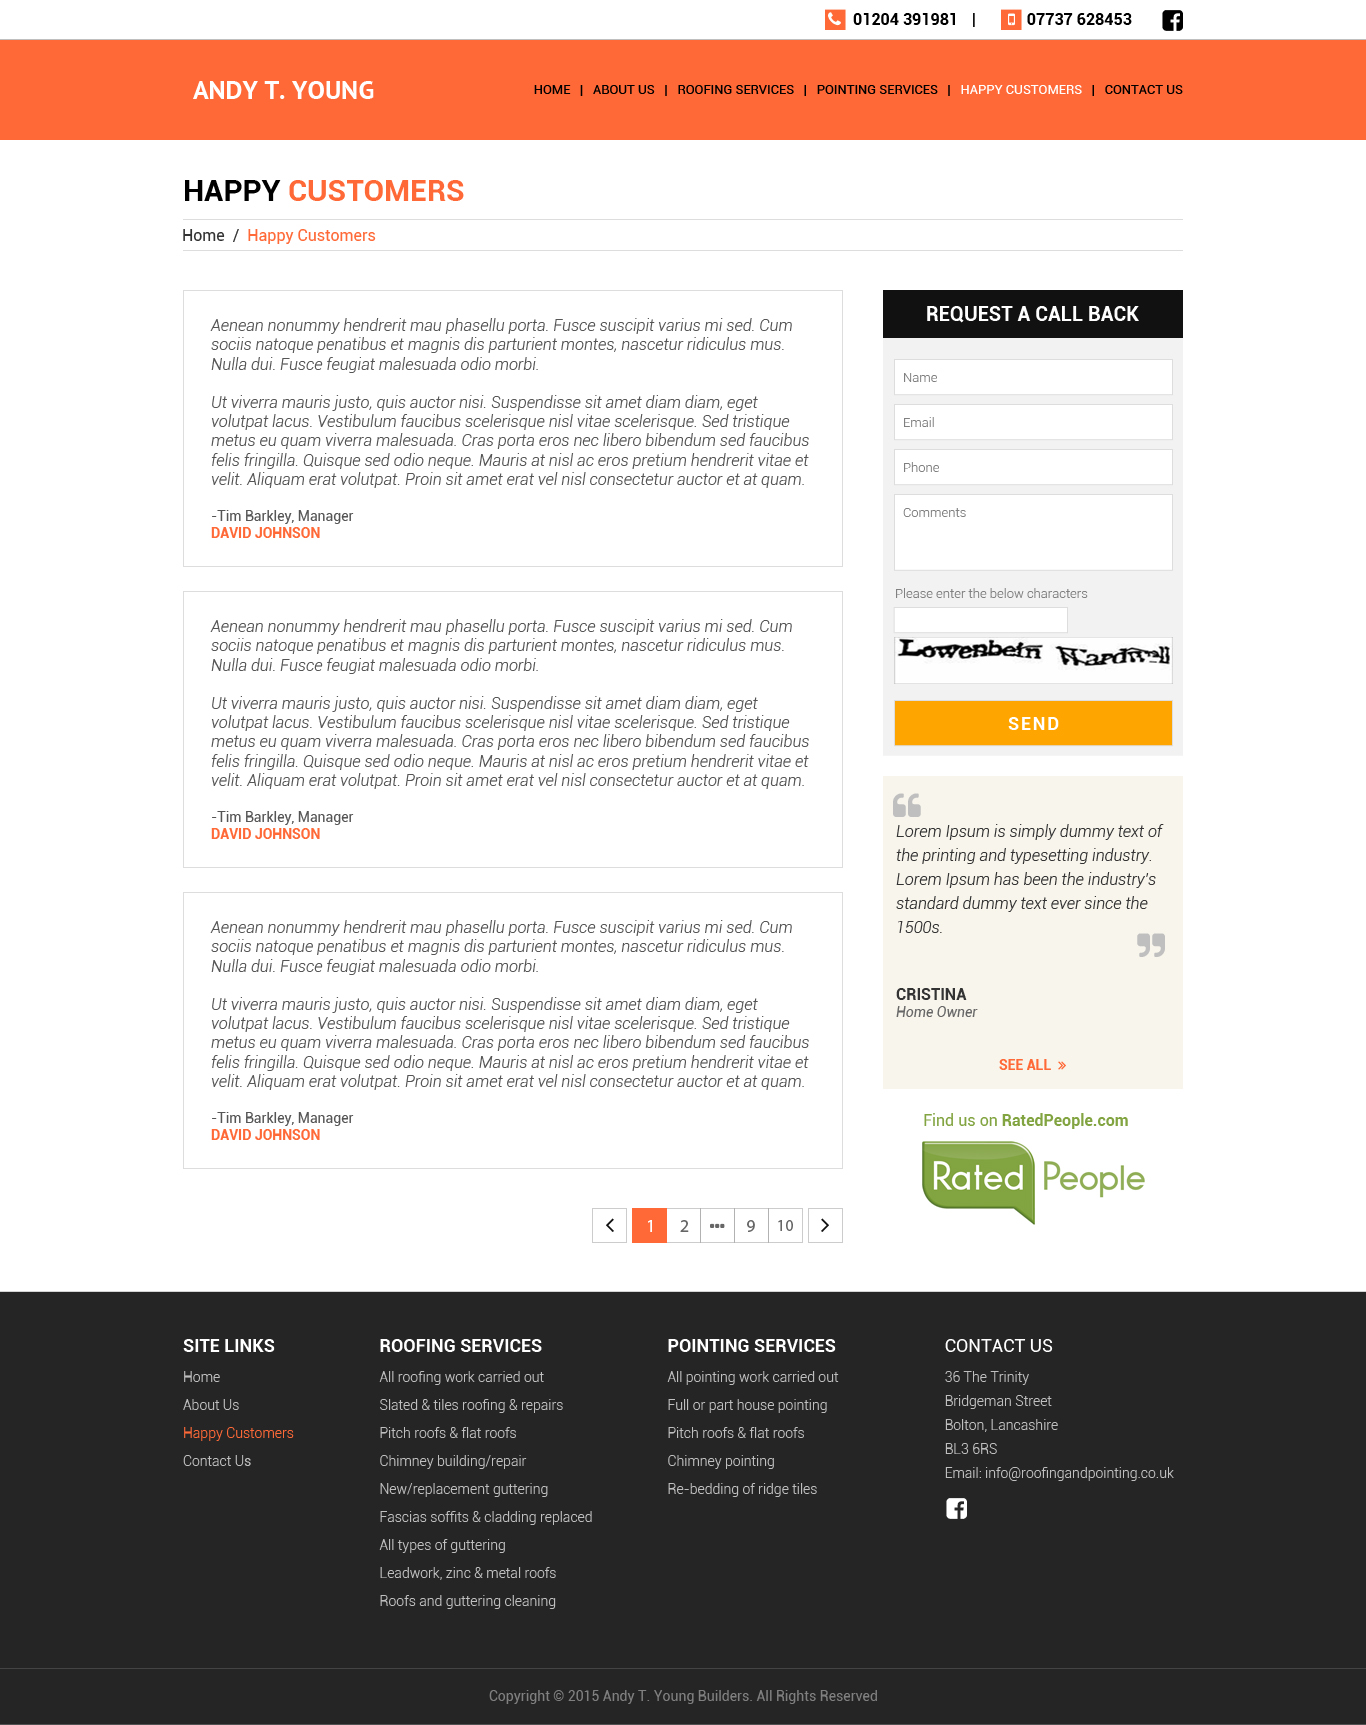 01204 391981 | 07737 628453
ANDY T. YOUNG
HOME | ABOUT US | ROOFING SERVICES | POINTING SERVICES | HAPPY CUSTOMERS | CONTACT US
HAPPY CUSTOMERS
Home / Happy Customers
Aenean nonummy hendrerit mau phasellu porta. Fusce suscipit varius mi sed. Cum
sociis natoque penatibus et magnis dis parturient montes, nascetur ridiculus mus.
Nulla dui. Fusce feugiat malesuada odio morbi.
Ut viverra mauris justo, quis auctor nisi. Suspendisse sit amet diam diam, eget
volutpat lacus. Vestibulum faucibus scelerisque nisl vitae scelerisque. Sed tristique
metus eu quam viverra malesuada. Cras porta eros nec libero bibendum sed faucibus
felis fringilla. Quisque sed odio neque. Mauris at nisl ac eros pretium hendrerit vitae et
velit. Aliquam erat volutpat. Proin sit amet erat vel nisl consectetur auctor et at quam.
-Tim Barkley, Manager
DAVID JOHNSON
Aenean nonummy hendrerit mau phasellu porta. Fusce suscipit varius mi sed. Cum
sociis natoque penatibus et magnis dis parturient montes, nascetur ridiculus mus.
Nulla dui. Fusce feugiat malesuada odio morbi.
Ut viverra mauris justo, quis auctor nisi. Suspendisse sit amet diam diam, eget
volutpat lacus. Vestibulum faucibus scelerisque nisl vitae scelerisque. Sed tristique
metus eu quam viverra malesuada. Cras porta eros nec libero bibendum sed faucibus
felis fringilla. Quisque sed odio neque. Mauris at nisl ac eros pretium hendrerit vitae et
velit. Aliquam erat volutpat. Proin sit amet erat vel nisl consectetur auctor et at quam.
-Tim Barkley, Manager
DAVID JOHNSON
Aenean nonummy hendrerit mau phasellu porta. Fusce suscipit varius mi sed. Cum
sociis natoque penatibus et magnis dis parturient montes, nascetur ridiculus mus.
Nulla dui. Fusce feugiat malesuada odio morbi.
Ut viverra mauris justo, quis auctor nisi. Suspendisse sit amet diam diam, eget
volutpat lacus. Vestibulum faucibus scelerisque nisl vitae scelerisque. Sed tristique
metus eu quam viverra malesuada. Cras porta eros nec libero bibendum sed faucibus
felis fringilla. Quisque sed odio neque. Mauris at nisl ac eros pretium hendrerit vitae et
velit. Aliquam erat volutpat. Proin sit amet erat vel nisl consectetur auctor et at quam.
-Tim Barkley, Manager
DAVID JOHNSON
1 2 ••• 9 10
REQUEST A CALL BACK
Name
Email
Phone
Comments
Please enter the below characters
Lowenbein Wardwell
SEND
“
Lorem Ipsum is simply dummy text of
the printing and typesetting industry.
Lorem Ipsum has been the industry's
standard dummy text ever since the
1500s.
”
CRISTINA
Home Owner
SEE ALL »
Find us on RatedPeople.com
Rated People
SITE LINKS
Home
About Us
Happy Customers
Contact Us
ROOFING SERVICES
All roofing work carried out
Slated & tiles roofing & repairs
Pitch roofs & flat roofs
Chimney building/repair
New/replacement guttering
Fascias soffits & cladding replaced
All types of guttering
Leadwork, zinc & metal roofs
Roofs and guttering cleaning
POINTING SERVICES
All pointing work carried out
Full or part house pointing
Pitch roofs & flat roofs
Chimney pointing
Re-bedding of ridge tiles
CONTACT US
36 The Trinity
Bridgeman Street
Bolton, Lancashire
BL3 6RS
Email: info@roofingandpointing.co.uk
Copyright © 2015 Andy T. Young Builders. All Rights Reserved